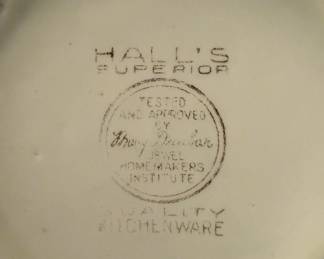 HALL'S
SUPERIOR
TESTED
AND APPROVED
BY
Mary Dunbar
JEWEL
HOMEMAKERS
INSTITUTE
QUALITY
KITCHENWARE